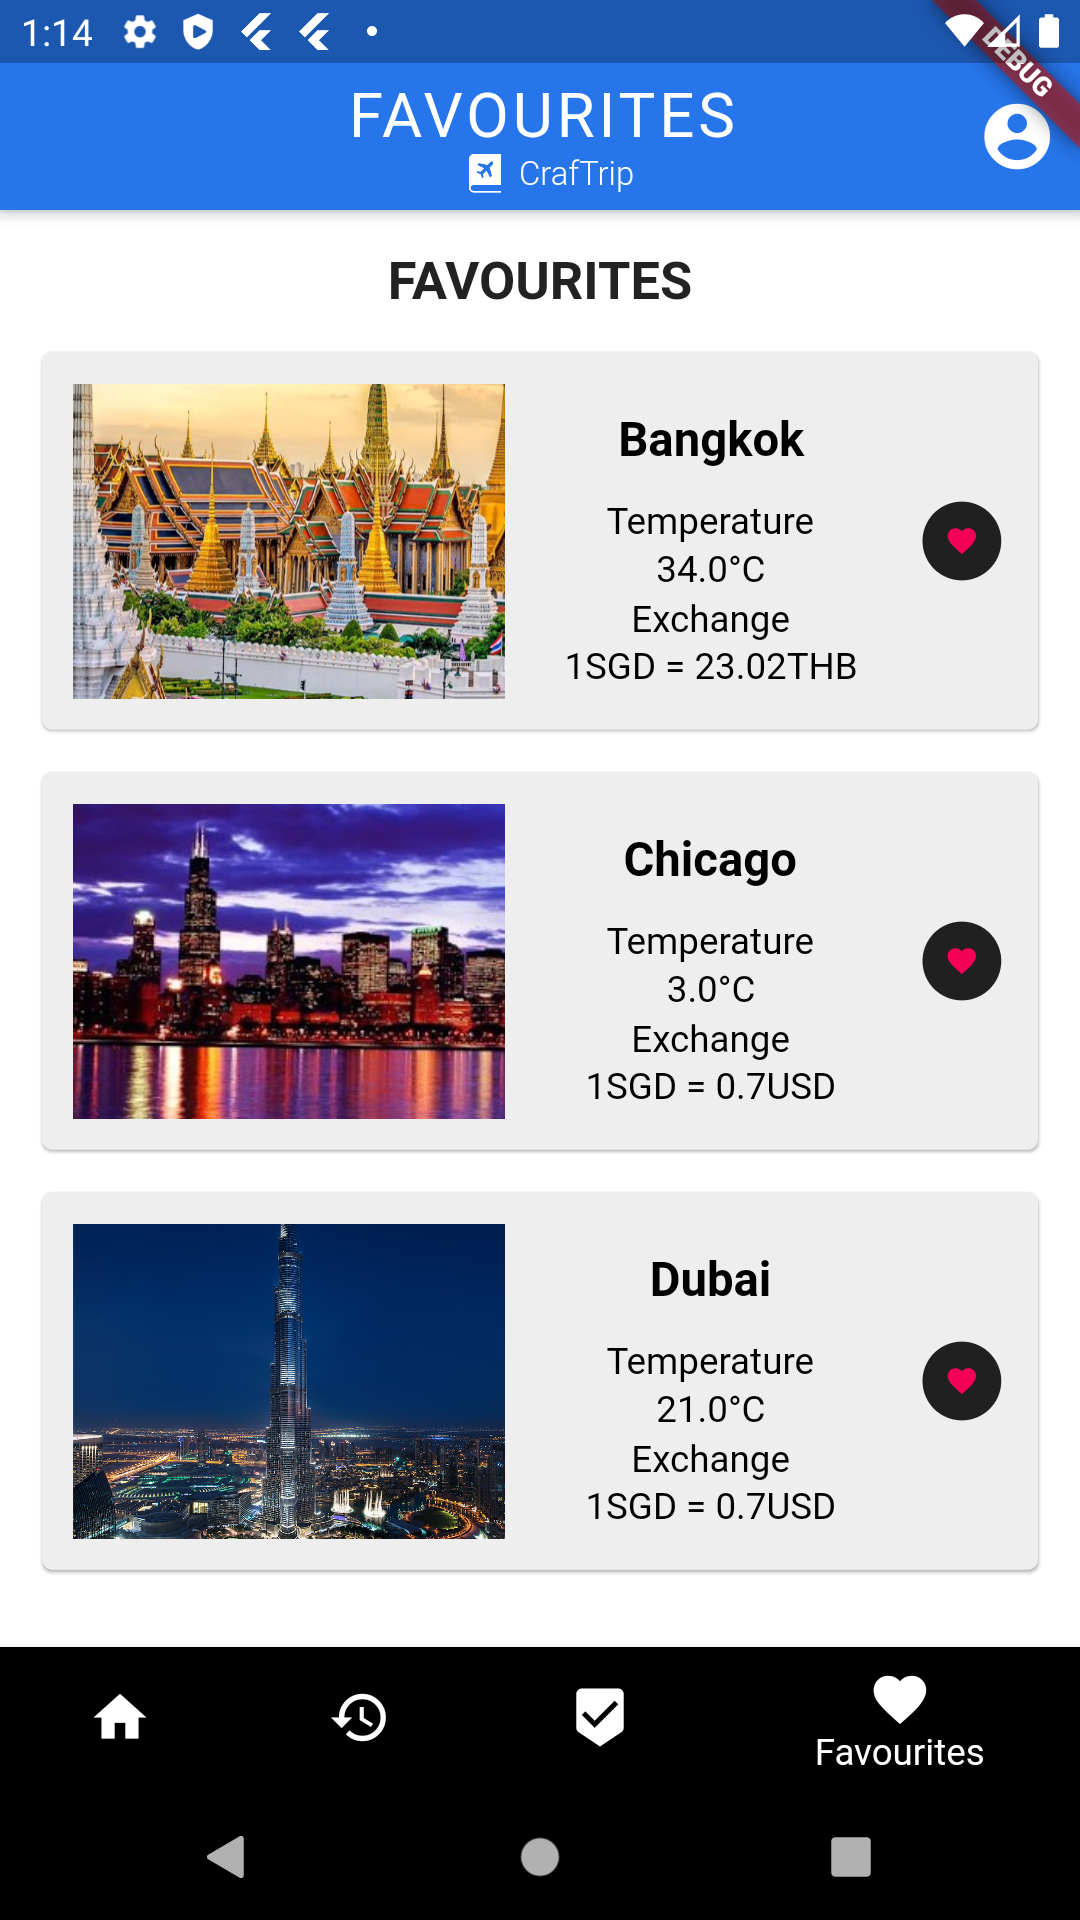 1:14
DEBUG
FAVOURITES
CrafTrip
FAVOURITES
Bangkok
Temperature
34.0°C
Exchange
1SGD = 23.02THB
Chicago
Temperature
3.0°C
Exchange
1SGD = 0.7USD
Dubai
Temperature
21.0°C
Exchange
1SGD = 0.7USD
Favourites